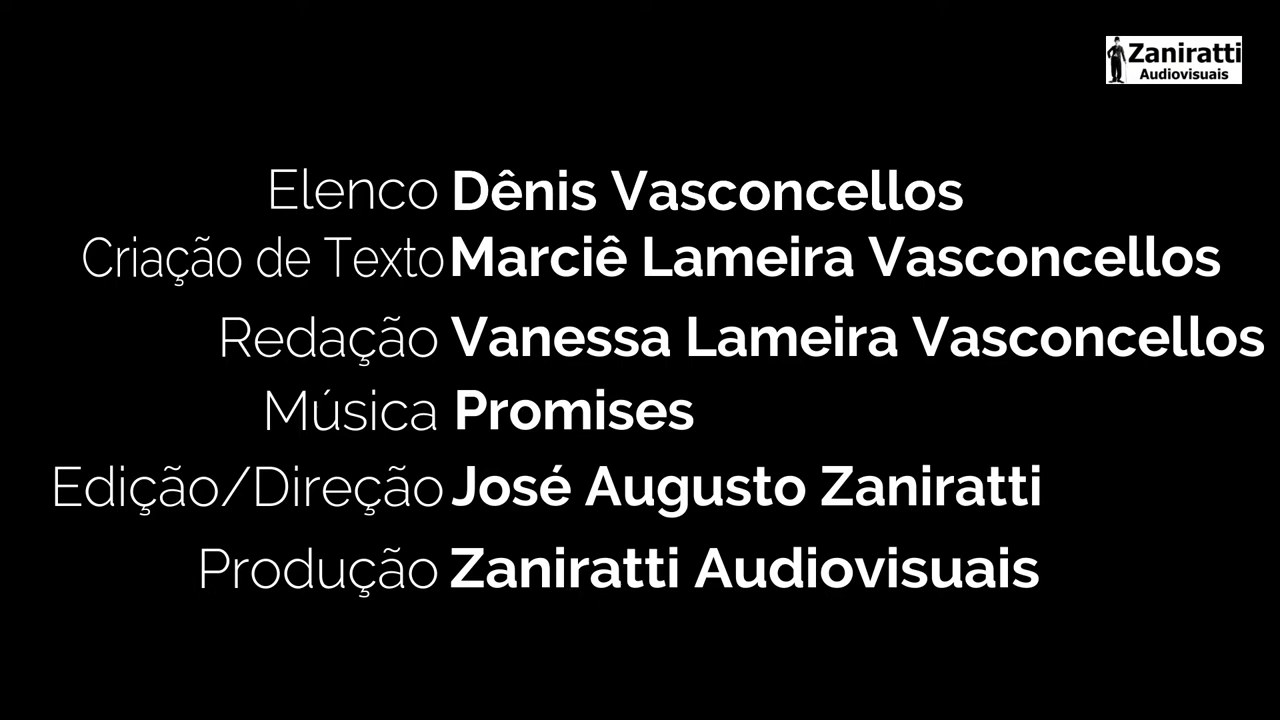 Zaniratti
Audiovisuais
Elenco Dênis Vasconcellos
Criação de Texto Marciê Lameira Vasconcellos
Redação Vanessa Lameira Vasconcellos
Música Promises
Edição/Direção José Augusto Zaniratti
Produção Zaniratti Audiovisuais